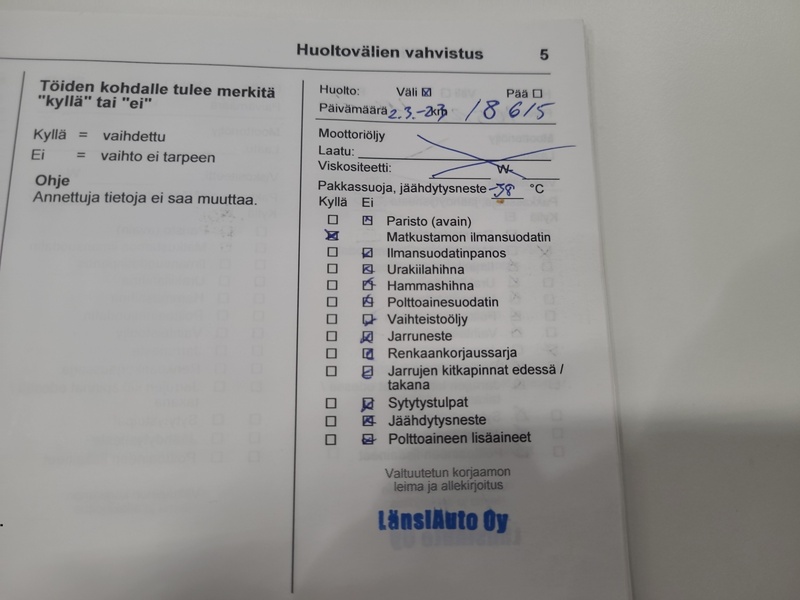 Huoltovälien vahvistus 5
Töiden kohdalle tulee merkitä
"kyllä" tai "ei"
Kyllä = vaihdettu
Ei = vaihto ei tarpeen
Ohje
Annettuja tietoja ei saa muuttaa.
Huolto: Väli ☒ Pää ☐
Päivämäärä 2.3.-23 km 18615
Moottoriöljy
Laatu:
Viskositeetti: W-
Pakkassuoja, jäähdytysneste -38 °C
Kyllä Ei
Paristo (avain)
Matkustamon ilmansuodatin
Ilmansuodatinpanos
Urakiilahihna
Hammashihna
Polttoainesuodatin
Vaihteistoöljy
Jarruneste
Renkaankorjaussarja
Jarrujen kitkapinnat edessä /
takana
Sytytystulpat
Jäähdytysneste
Polttoaineen lisäaineet
Valtuutetun korjaamon
leima ja allekirjoitus
LänsiAuto Oy